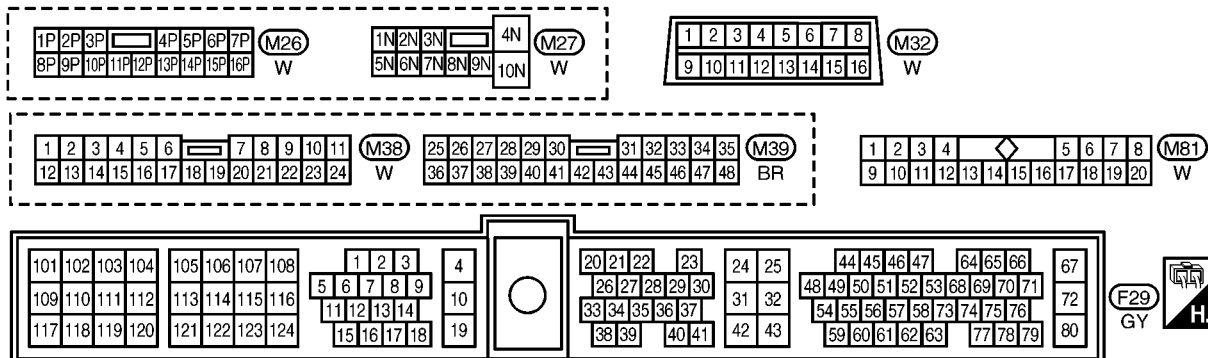 1P 2P 3P 4P 5P 6P 7P M26
8P 9P 10P 11P 12P 13P 14P 15P 16P W
1N 2N 3N 4N M27
5N 6N 7N 8N 9N 10N W
1 2 3 4 5 6 7 8 M32
9 10 11 12 13 14 15 16 W
1 2 3 4 5 6 7 8 9 10 11 M38
12 13 14 15 16 17 18 19 20 21 22 23 24 W
25 26 27 28 29 30 31 32 33 34 35 M39
36 37 38 39 40 41 42 43 44 45 46 47 48 BR
1 2 3 4 5 6 7 8 M81
9 10 11 12 13 14 15 16 17 18 19 20 W
101 102 103 104 105 106 107 108 1 2 3 4 20 21 22 23 24 25 44 45 46 47 64 65 66 67
5 6 7 8 9 26 27 28 29 30 48 49 50 51 52 53 68 69 70 71
109 110 111 112 113 114 115 116 11 12 13 14 10 33 34 35 36 37 31 32 54 55 56 57 58 73 74 75 76 72 F29
117 118 119 120 121 122 123 124 15 16 17 18 19 38 39 40 41 42 43 59 60 61 62 63 77 78 79 80 GY
H.